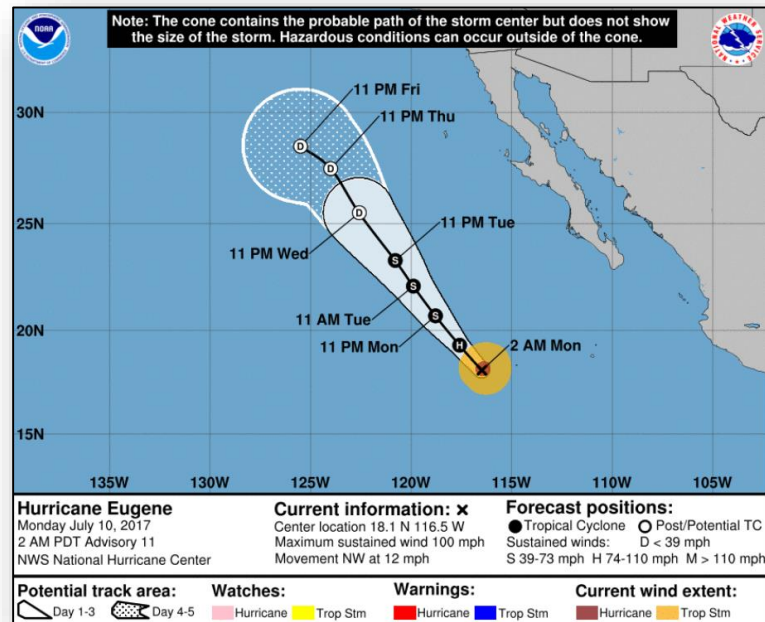 Note: The cone contains the probable path of the storm center but does not show
the size of the storm. Hazardous conditions can occur outside of the cone.
NOAA
NATIONAL WEATHER SERVICE
30N
25N
20N
15N
135W
130W
125W
120W
115W
110W
105W
11 PM Fri
11 PM Thu
11 PM Wed
11 PM Tue
11 AM Tue
11 PM Mon
2 AM Mon
D
D
D
S
S
S
H
Hurricane Eugene
Monday July 10, 2017
2 AM PDT Advisory 11
NWS National Hurricane Center
Current information: ×
Center location 18.1 N 116.5 W
Maximum sustained wind 100 mph
Movement NW at 12 mph
Forecast positions:
Tropical Cyclone Post/Potential TC
Sustained winds: D < 39 mph
S 39-73 mph H 74-110 mph M > 110 mph
Potential track area:
Day 1-3 Day 4-5
Watches:
Hurricane Trop Stm
Warnings:
Hurricane Trop Stm
Current wind extent:
Hurricane Trop Stm